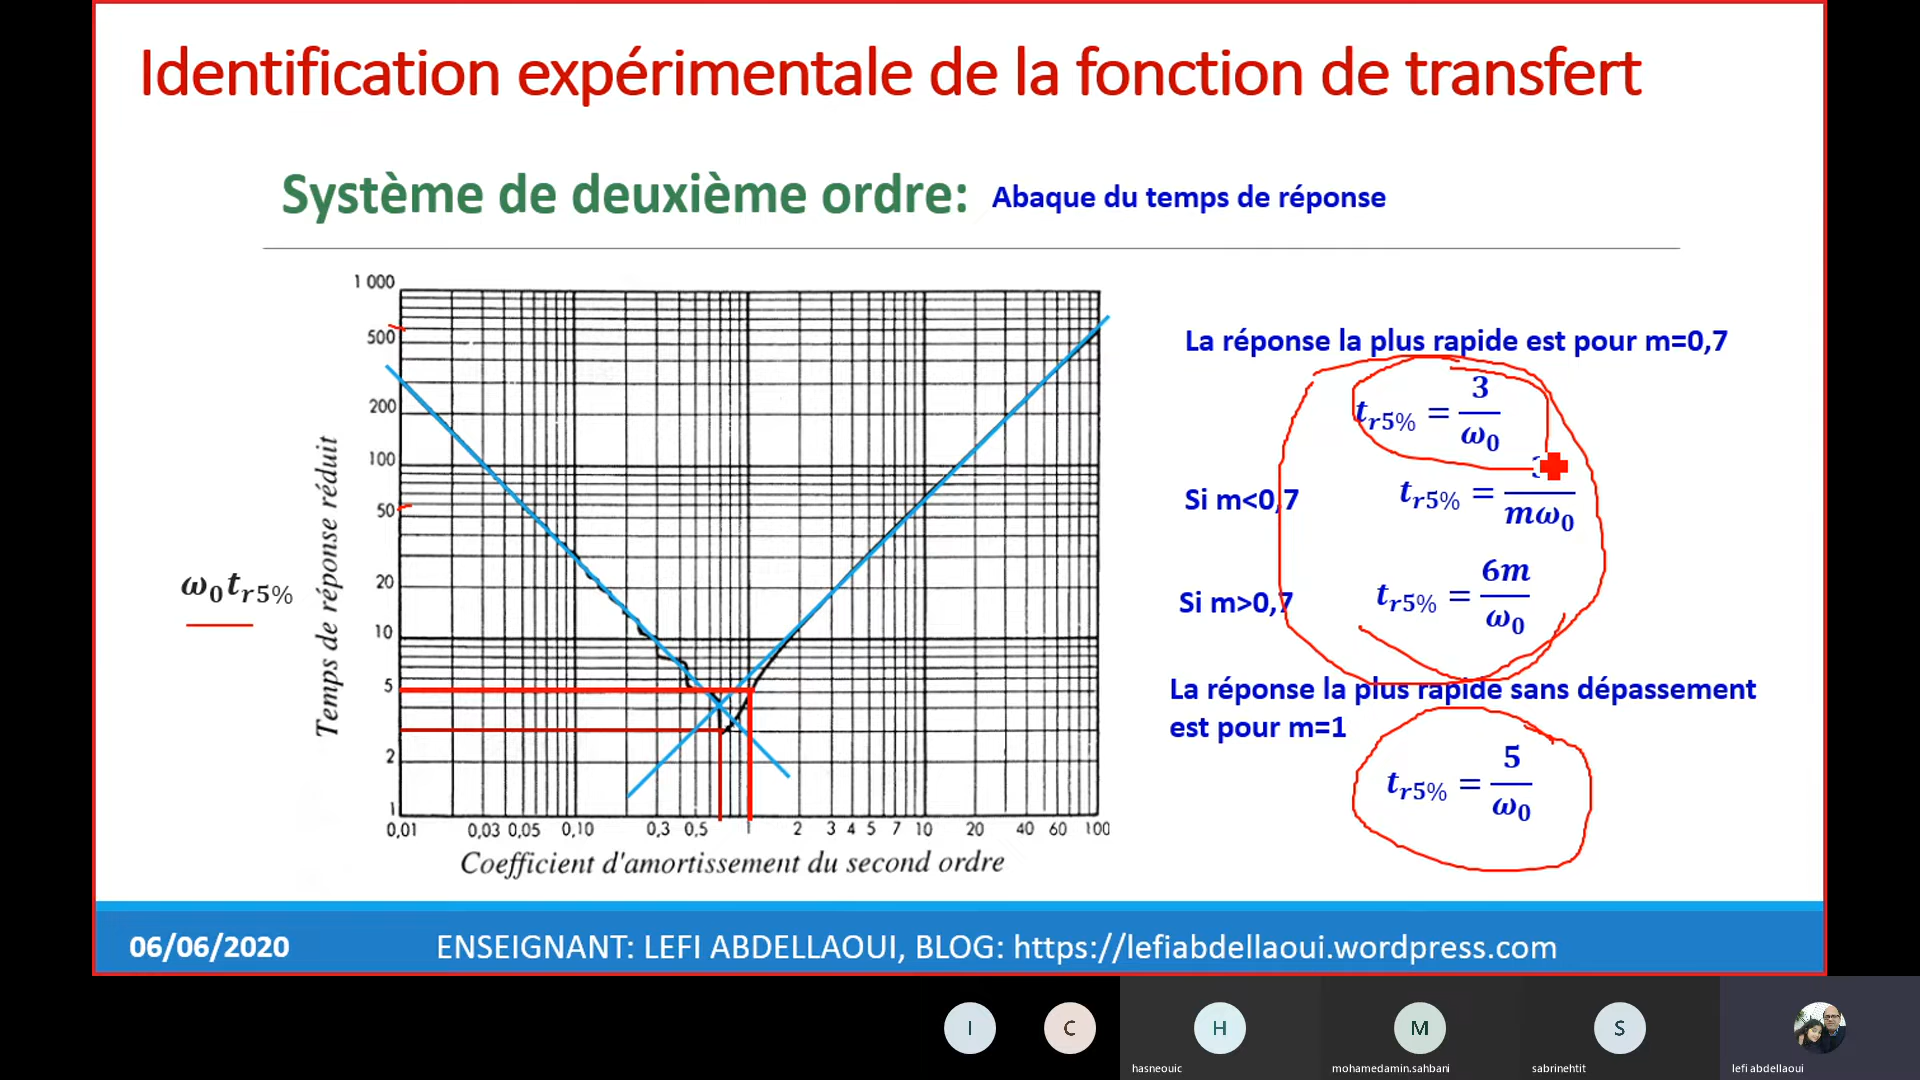 Identification expérimentale de la fonction de transfert
Système de deuxième ordre: Abaque du temps de réponse
1 000
500
200
100
50
20
10
5
2
1
0,01 0,03 0,05 0,10 0,3 0,5 1 2 3 4 5 7 10 20 40 60 100
Temps de réponse réduit
ω₀tᵣ₅%
Coefficient d'amortissement du second ordre
La réponse la plus rapide est pour m=0,7
tᵣ₅% = 3/ω₀
Si m<0,7 tᵣ₅% = /mω₀
Si m>0,7 tᵣ₅% = 6m/ω₀
La réponse la plus rapide sans dépassement
est pour m=1
tᵣ₅% = 5/ω₀
06/06/2020 ENSEIGNANT: LEFI ABDELLAOUI, BLOG: https://lefiabdellaoui.wordpress.com
I C H M S
hasneouic mohamedamin.sahbani sabrinehtit lefi abdellaoui